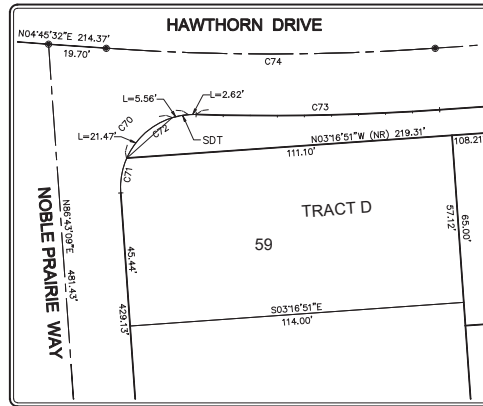 HAWTHORN DRIVE
N04°45'32"E 214.37'
19.70'
C74
L=5.56'
L=2.62'
C73
L=21.47'
C70
C72
SDT
N03°16'51"W (NR) 219.31'
111.10'
108.21'
C71
NOBLE PRAIRIE WAY
N86°43'09"E 481.43'
TRACT D
59
57.12'
65.00'
45.44'
429.13'
S03°16'51"E
114.00'